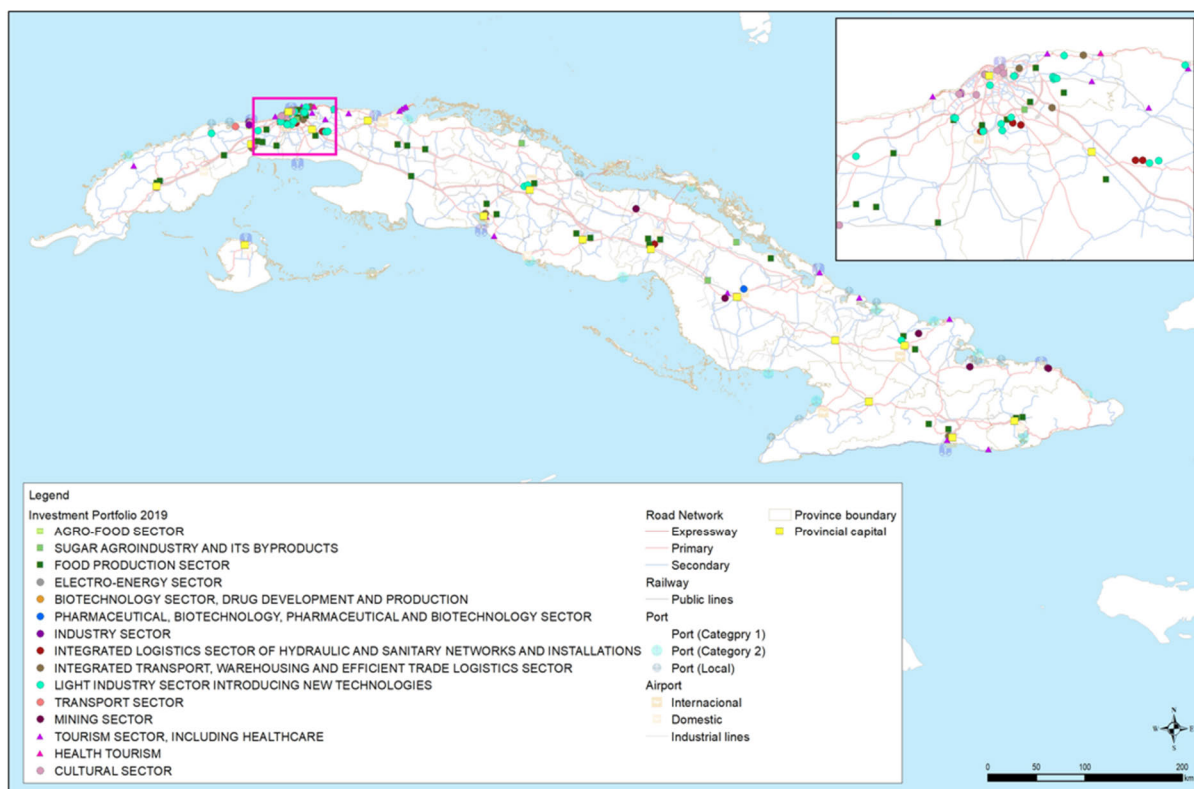 Legend
Investment Portfolio 2019
AGRO-FOOD SECTOR
SUGAR AGROINDUSTRY AND ITS BYPRODUCTS
FOOD PRODUCTION SECTOR
ELECTRO-ENERGY SECTOR
BIOTECHNOLOGY SECTOR, DRUG DEVELOPMENT AND PRODUCTION
PHARMACEUTICAL, BIOTECHNOLOGY, PHARMACEUTICAL AND BIOTECHNOLOGY SECTOR
INDUSTRY SECTOR
INTEGRATED LOGISTICS SECTOR OF HYDRAULIC AND SANITARY NETWORKS AND INSTALLATIONS
INTEGRATED TRANSPORT, WAREHOUSING AND EFFICIENT TRADE LOGISTICS SECTOR
LIGHT INDUSTRY SECTOR INTRODUCING NEW TECHNOLOGIES
TRANSPORT SECTOR
MINING SECTOR
TOURISM SECTOR, INCLUDING HEALTHCARE
HEALTH TOURISM
CULTURAL SECTOR
Road Network
Expressway
Primary
Secondary
Railway
Public lines
Port
Port (Categpry 1)
Port (Category 2)
Port (Local)
Airport
Internacional
Domestic
Industrial lines
Province boundary
Provincial capital
N
W E
S
0 50 100 200
km